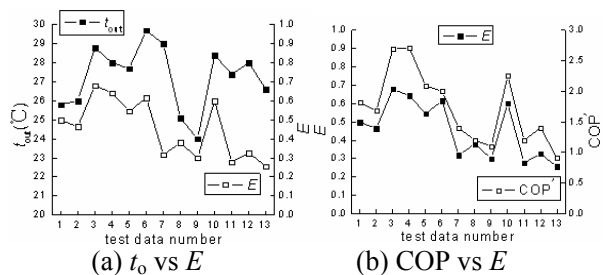 30
29
28
27
26
25
24
23
22
21
20
t_out(℃)
t_out
E
1.0
0.9
0.8
0.7
0.6
0.5
0.4
0.3
0.2
0.1
0.0
E
1 2 3 4 5 6 7 8 9 10 11 12 13
test data number
(a) t_o vs E
1.0
0.9
0.8
0.7
0.6
0.5
0.4
0.3
0.2
0.1
0.0
E
E
COP'
3.0
2.5
2.0
1.5
1.0
0.5
0.0
COP'
1 2 3 4 5 6 7 8 9 10 11 12 13
test data number
(b) COP vs E